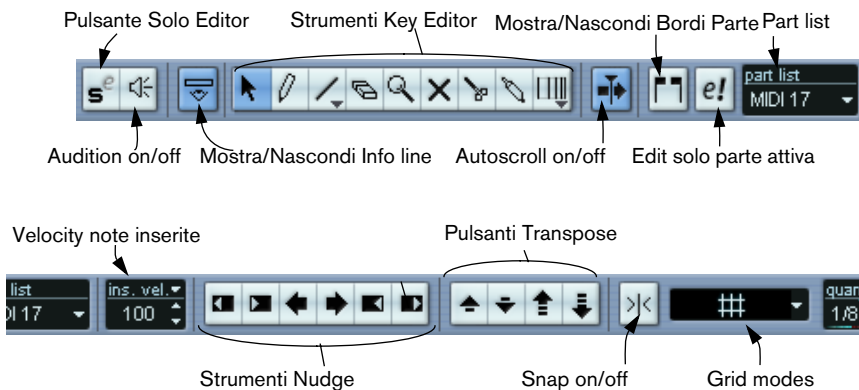 Pulsante Solo Editor
Strumenti Key Editor
Mostra/Nascondi Bordi Parte
Part list
se
e!
part list
MIDI 17
Audition on/off
Mostra/Nascondi Info line
Autoscroll on/off
Edit solo parte attiva
Velocity note inserite
Pulsanti Transpose
list
DI 17
ins. vel.
100
quan
1/8
Strumenti Nudge
Snap on/off
Grid modes